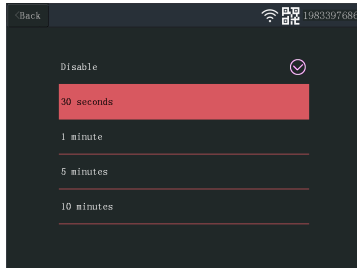 <Back
1983397686
Disable
30 seconds
1 minute
5 minutes
10 minutes